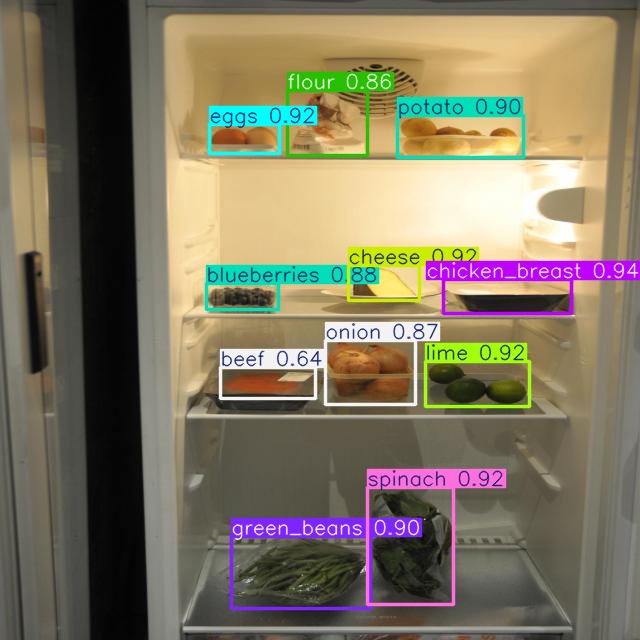 flour 0.86
eggs 0.92
potato 0.90
cheese 0.92
blueberries 0.88
chicken_breast 0.94
onion 0.87
beef 0.64
lime 0.92
spinach 0.92
green_beans 0.90